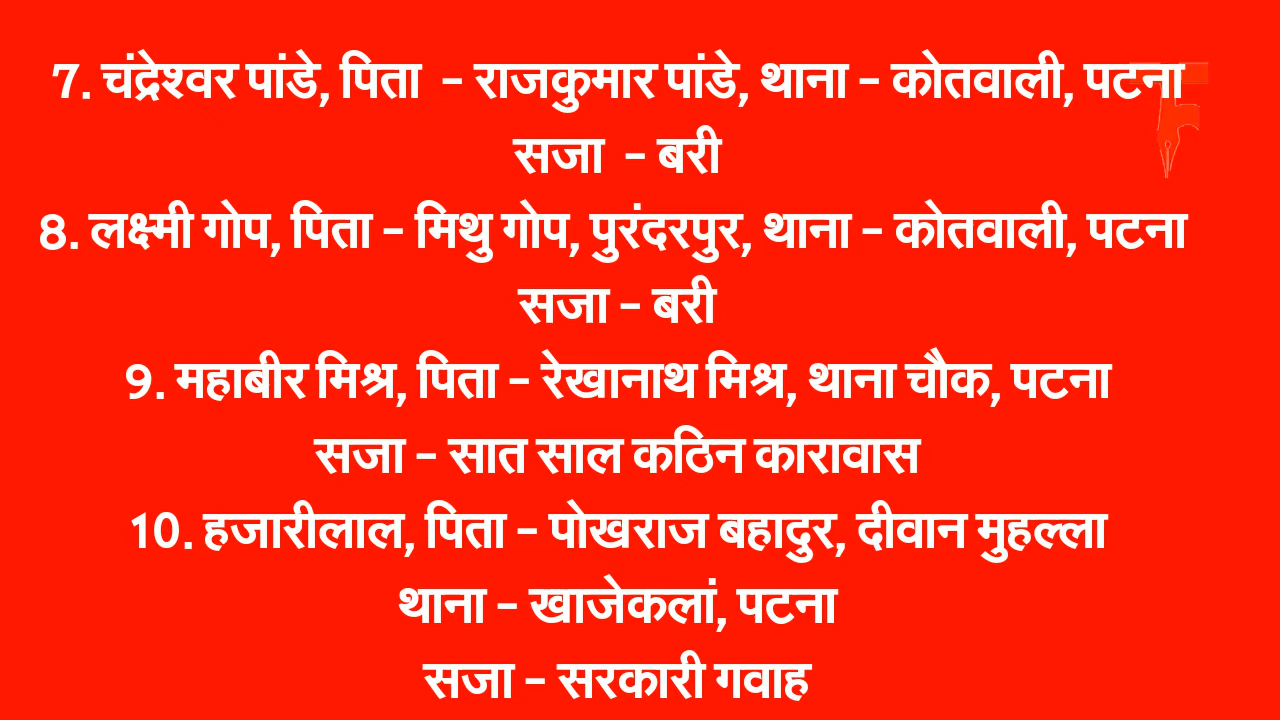 7. चंद्रेश्वर पांडे, पिता - राजकुमार पांडे, थाना - कोतवाली, पटना
सजा - बरी
8. लक्ष्मी गोप, पिता - मिथु गोप, पुरंदरपुर, थाना - कोतवाली, पटना
सजा - बरी
9. महाबीर मिश्र, पिता - रेखानाथ मिश्र, थाना चौक, पटना
सजा - सात साल कठिन कारावास
10. हजारीलाल, पिता - पोखराज बहादुर, दीवान मुहल्ला
थाना - खाजेकलां, पटना
सजा - सरकारी गवाह